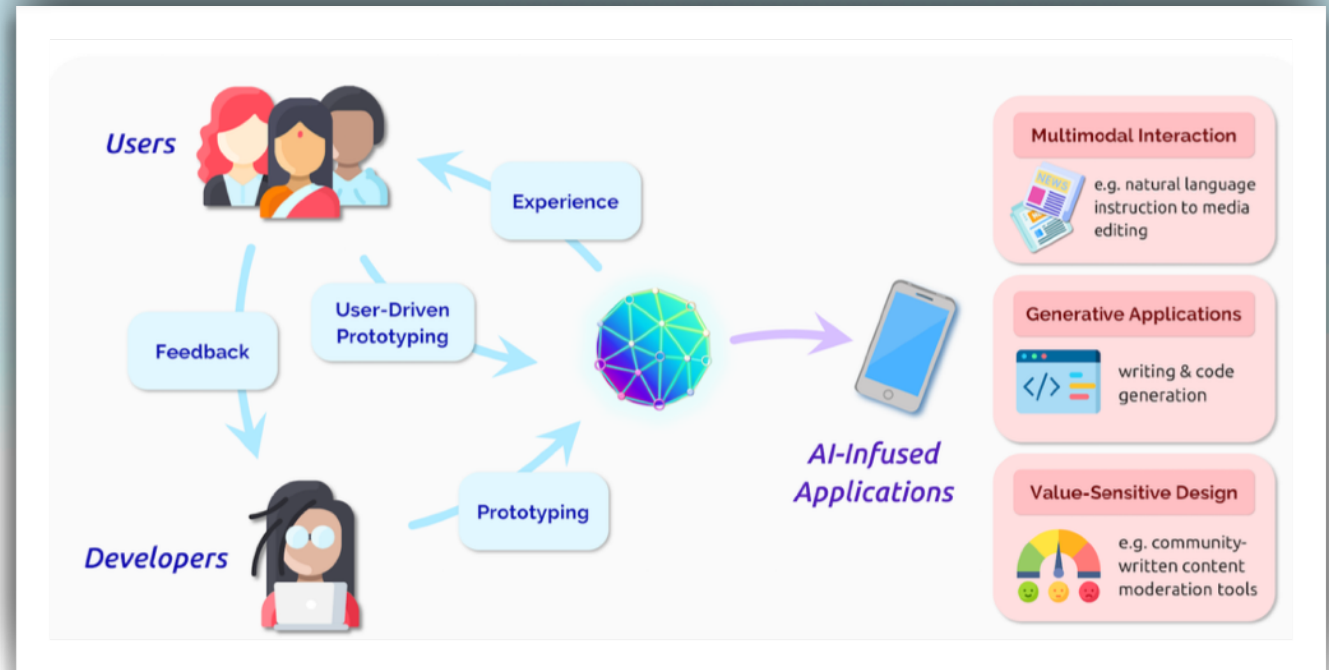 Users
Experience
User-Driven
Prototyping
Feedback
Prototyping
Developers
AI-Infused
Applications
Multimodal Interaction
NEWS
e.g. natural language
instruction to media
editing
Generative Applications
</>
writing & code
generation
Value-Sensitive Design
e.g. community-
written content
moderation tools